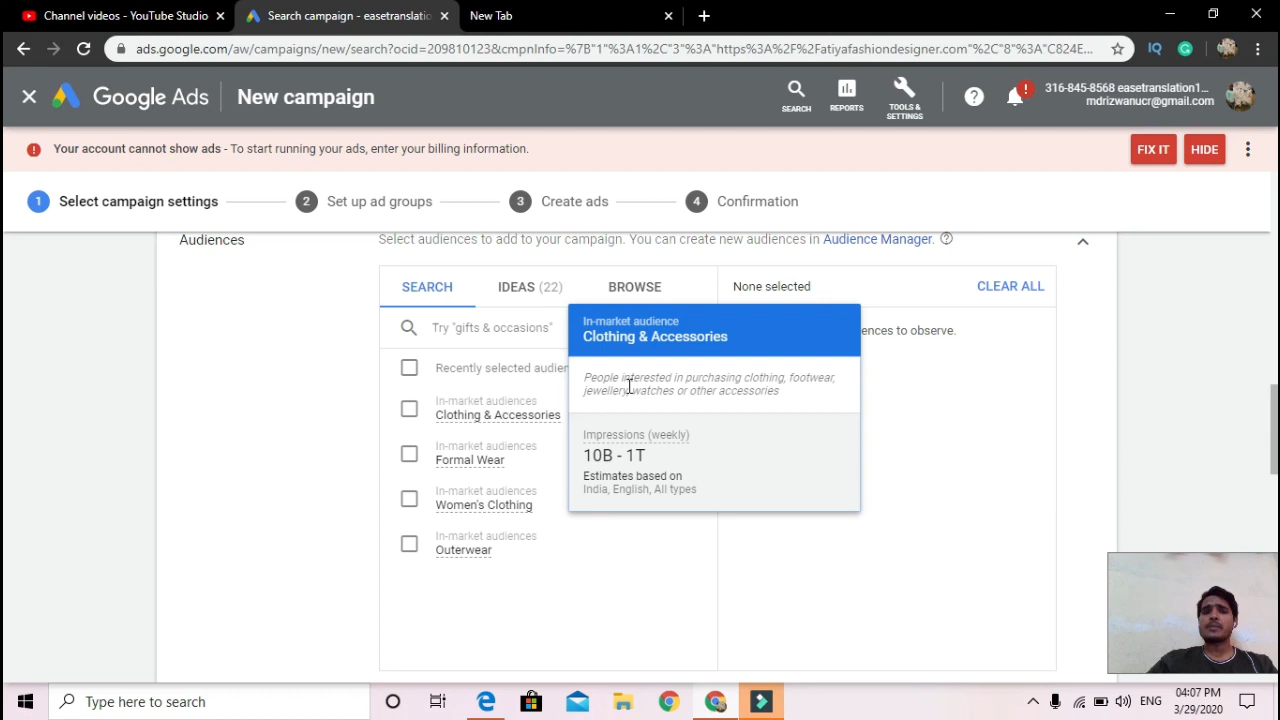 Channel videos - YouTube Studio
Search campaign - easetranslatio
New Tab
ads.google.com/aw/campaigns/new/search?ocid=209810123&cmpnInfo=%7B"1"%3A1%2C"3"%3A"https%3A%2F%2Fatiyafashiondesigner.com"%2C"8"%3A"C824E...
IQ
Google Ads
New campaign
SEARCH
REPORTS
TOOLS &
SETTINGS
316-845-8568 easetranslation1...
mdrizwanucr@gmail.com
Your account cannot show ads - To start running your ads, enter your billing information.
FIX IT
HIDE
1 Select campaign settings
2 Set up ad groups
3 Create ads
4 Confirmation
Audiences
Select audiences to add to your campaign. You can create new audiences in Audience Manager.
SEARCH
IDEAS (22)
BROWSE
None selected
CLEAR ALL
Try "gifts & occasions"
Recently selected audien
In-market audiences
Clothing & Accessories
In-market audiences
Formal Wear
In-market audiences
Women's Clothing
In-market audiences
Outerwear
In-market audience
Clothing & Accessories
People interested in purchasing clothing, footwear,
jewellery, watches or other accessories
Impressions (weekly)
10B - 1T
Estimates based on
India, English, All types
ences to observe.
Type here to search
ENG
04:07 PM
3/29/2020